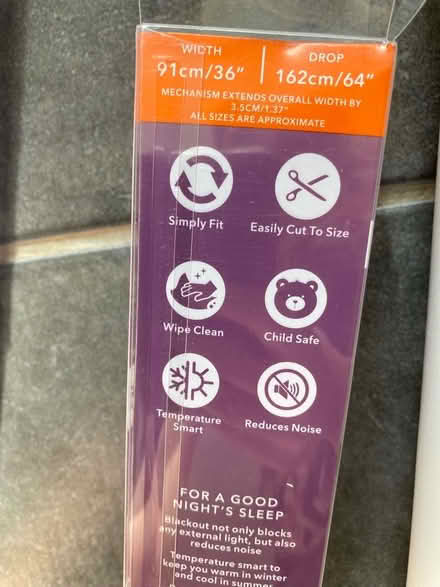 WIDTH
91cm/36"
DROP
162cm/64"
MECHANISM EXTENDS OVERALL WIDTH BY
3.5CM/1.37"
ALL SIZES ARE APPROXIMATE
Simply Fit
Easily Cut To Size
Wipe Clean
Child Safe
Temperature
Smart
Reduces Noise
FOR A GOOD
NIGHT'S SLEEP
Blackout not only blocks
any external light, but also
reduces noise
Temperature smart to
keep you warm in winter
and cool in summer